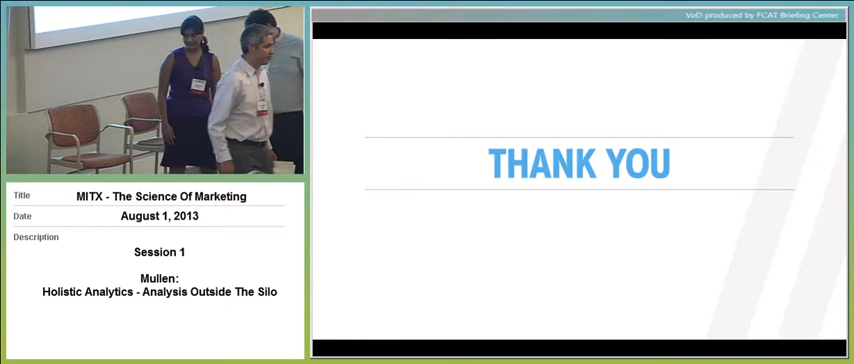 VoD produced by FCAT Briefing Center
THANK YOU
Title MITX - The Science Of Marketing
Date August 1, 2013
Description
Session 1
Mullen:
Holistic Analytics - Analysis Outside The Silo